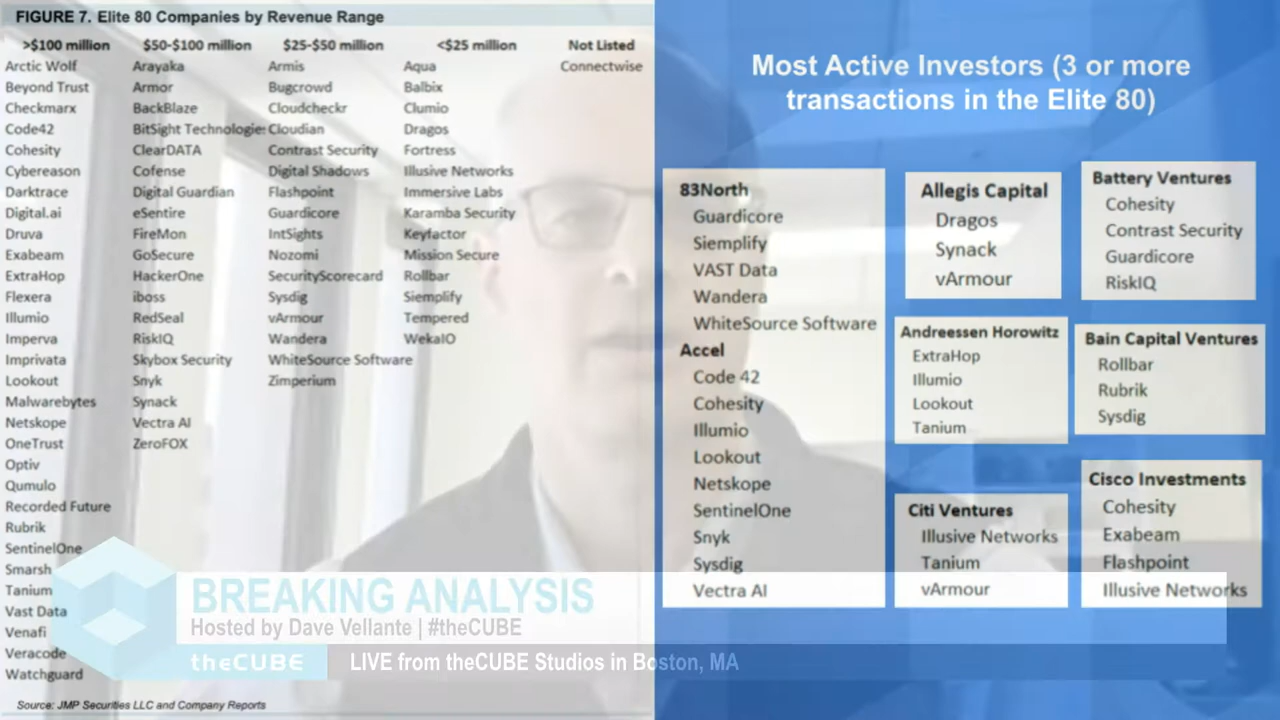 FIGURE 7. Elite 80 Companies by Revenue Range
>$100 million
Arctic Wolf
Beyond Trust
Checkmarx
Code42
Cohesity
Cybereason
Darktrace
Digital.ai
Druva
Exabeam
ExtraHop
Flexera
Illumio
Imperva
Imprivata
Lookout
Malwarebytes
Netskope
OneTrust
Optiv
Qumulo
Recorded Future
Rubrik
SentinelOne
Smarsh
Tanium
Vast Data
Venafi
Veracode
Watchguard
$50-$100 million
Arayaka
Armor
BackBlaze
BitSight Technologie:
ClearDATA
Cofense
Digital Guardian
eSentire
FireMon
GoSecure
HackerOne
iboss
RedSeal
RiskIQ
Skybox Security
Snyk
Synack
Vectra AI
ZeroFOX
$25-$50 million
Armis
Bugcrowd
Cloudcheckr
Cloudian
Contrast Security
Digital Shadows
Flashpoint
Guardicore
IntSights
Nozomi
SecurityScorecard
Sysdig
vArmour
Wandera
WhiteSource Software
Zimperium
<$25 million
Aqua
Balbix
Clumio
Dragos
Fortress
Illusive Networks
Immersive Labs
Karamba Security
Keyfactor
Mission Secure
Rollbar
Siemplify
Tempered
WekaIO
Not Listed
Connectwise
Source: JMP Securities LLC and Company Reports
Most Active Investors (3 or more
transactions in the Elite 80)
83North
Guardicore
Siemplify
VAST Data
Wandera
WhiteSource Software
Accel
Code 42
Cohesity
Illumio
Lookout
Netskope
SentinelOne
Snyk
Sysdig
Vectra AI
Allegis Capital
Dragos
Synack
vArmour
Andreessen Horowitz
ExtraHop
Illumio
Lookout
Tanium
Citi Ventures
Illusive Networks
Tanium
vArmour
Battery Ventures
Cohesity
Contrast Security
Guardicore
RiskIQ
Bain Capital Ventures
Rollbar
Rubrik
Sysdig
Cisco Investments
Cohesity
Exabeam
Flashpoint
Illusive Networks
BREAKING ANALYSIS
Hosted by Dave Vellante | #theCUBE
theCUBE
LIVE from theCUBE Studios in Boston, MA